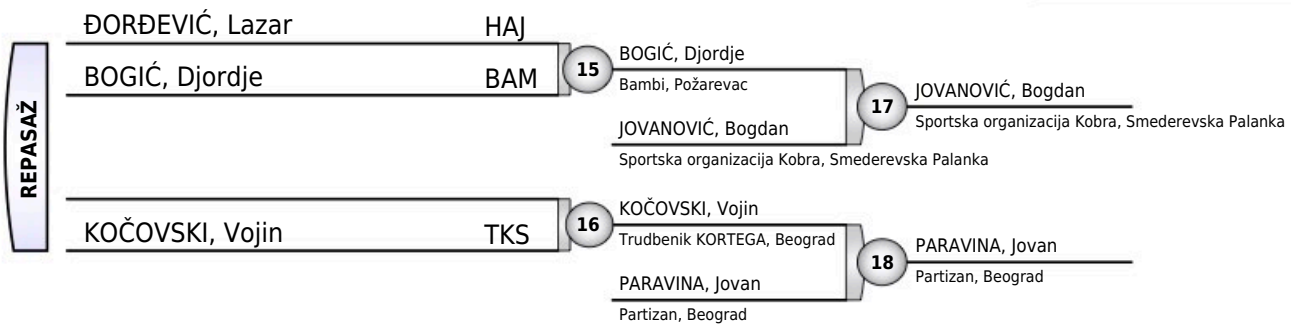 REPASAŽ
ĐORĐEVIĆ, Lazar HAJ
BOGIĆ, Djordje BAM
15
BOGIĆ, Djordje
Bambi, Požarevac
JOVANOVIĆ, Bogdan
Sportska organizacija Kobra, Smederevska Palanka
17
JOVANOVIĆ, Bogdan
Sportska organizacija Kobra, Smederevska Palanka
KOČOVSKI, Vojin TKS
16
KOČOVSKI, Vojin
Trudbenik KORTEGA, Beograd
PARAVINA, Jovan
Partizan, Beograd
18
PARAVINA, Jovan
Partizan, Beograd